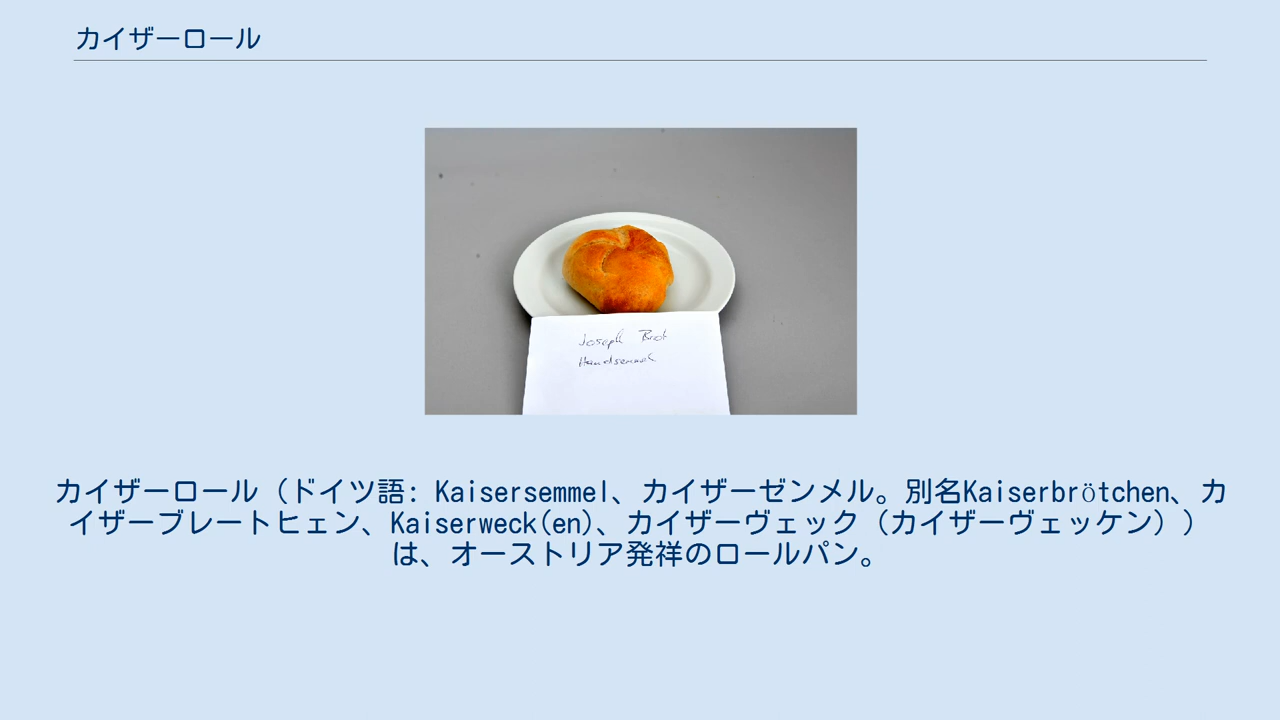 カイザーロール
Joseph Brot
Handsemmel
カイザーロール（ドイツ語: Kaisersemmel、カイザーゼンメル。別名Kaiserbrötchen、カ
イザーブレートヒェン、Kaiserweck(en)、カイザーヴェック（カイザーヴェッケン））
は、オーストリア発祥のロールパン。